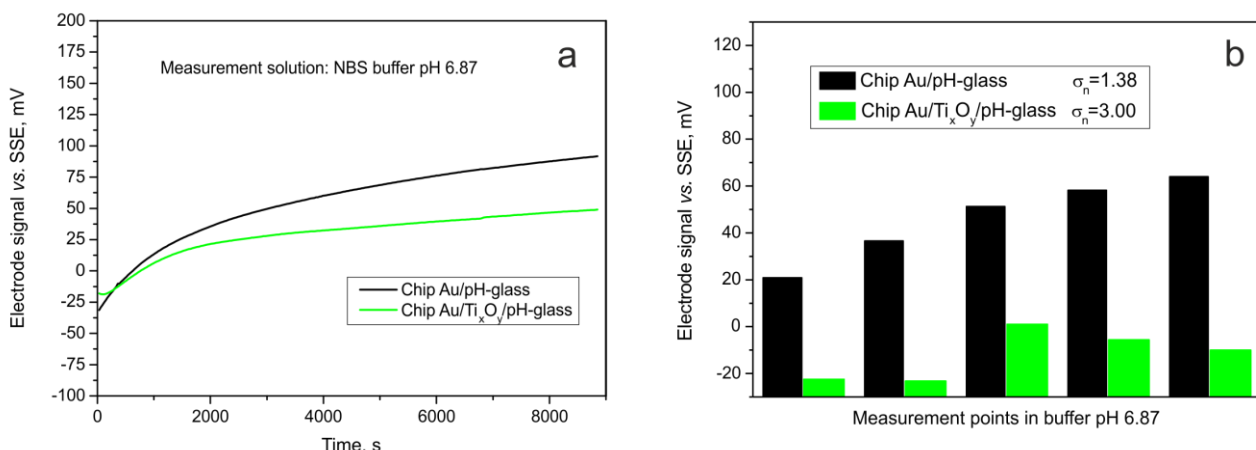 a
Measurement solution: NBS buffer pH 6.87
Electrode signal vs. SSE, mV
200
175
150
125
100
75
50
25
0
-25
-50
-75
-100
Chip Au/pH-glass
Chip Au/TixOy/pH-glass
0
2000
4000
6000
8000
Time, s
b
Chip Au/pH-glass σn=1.38
Chip Au/TixOy/pH-glass σn=3.00
Electrode signal vs. SSE, mV
120
100
80
60
40
20
0
-20
Measurement points in buffer pH 6.87